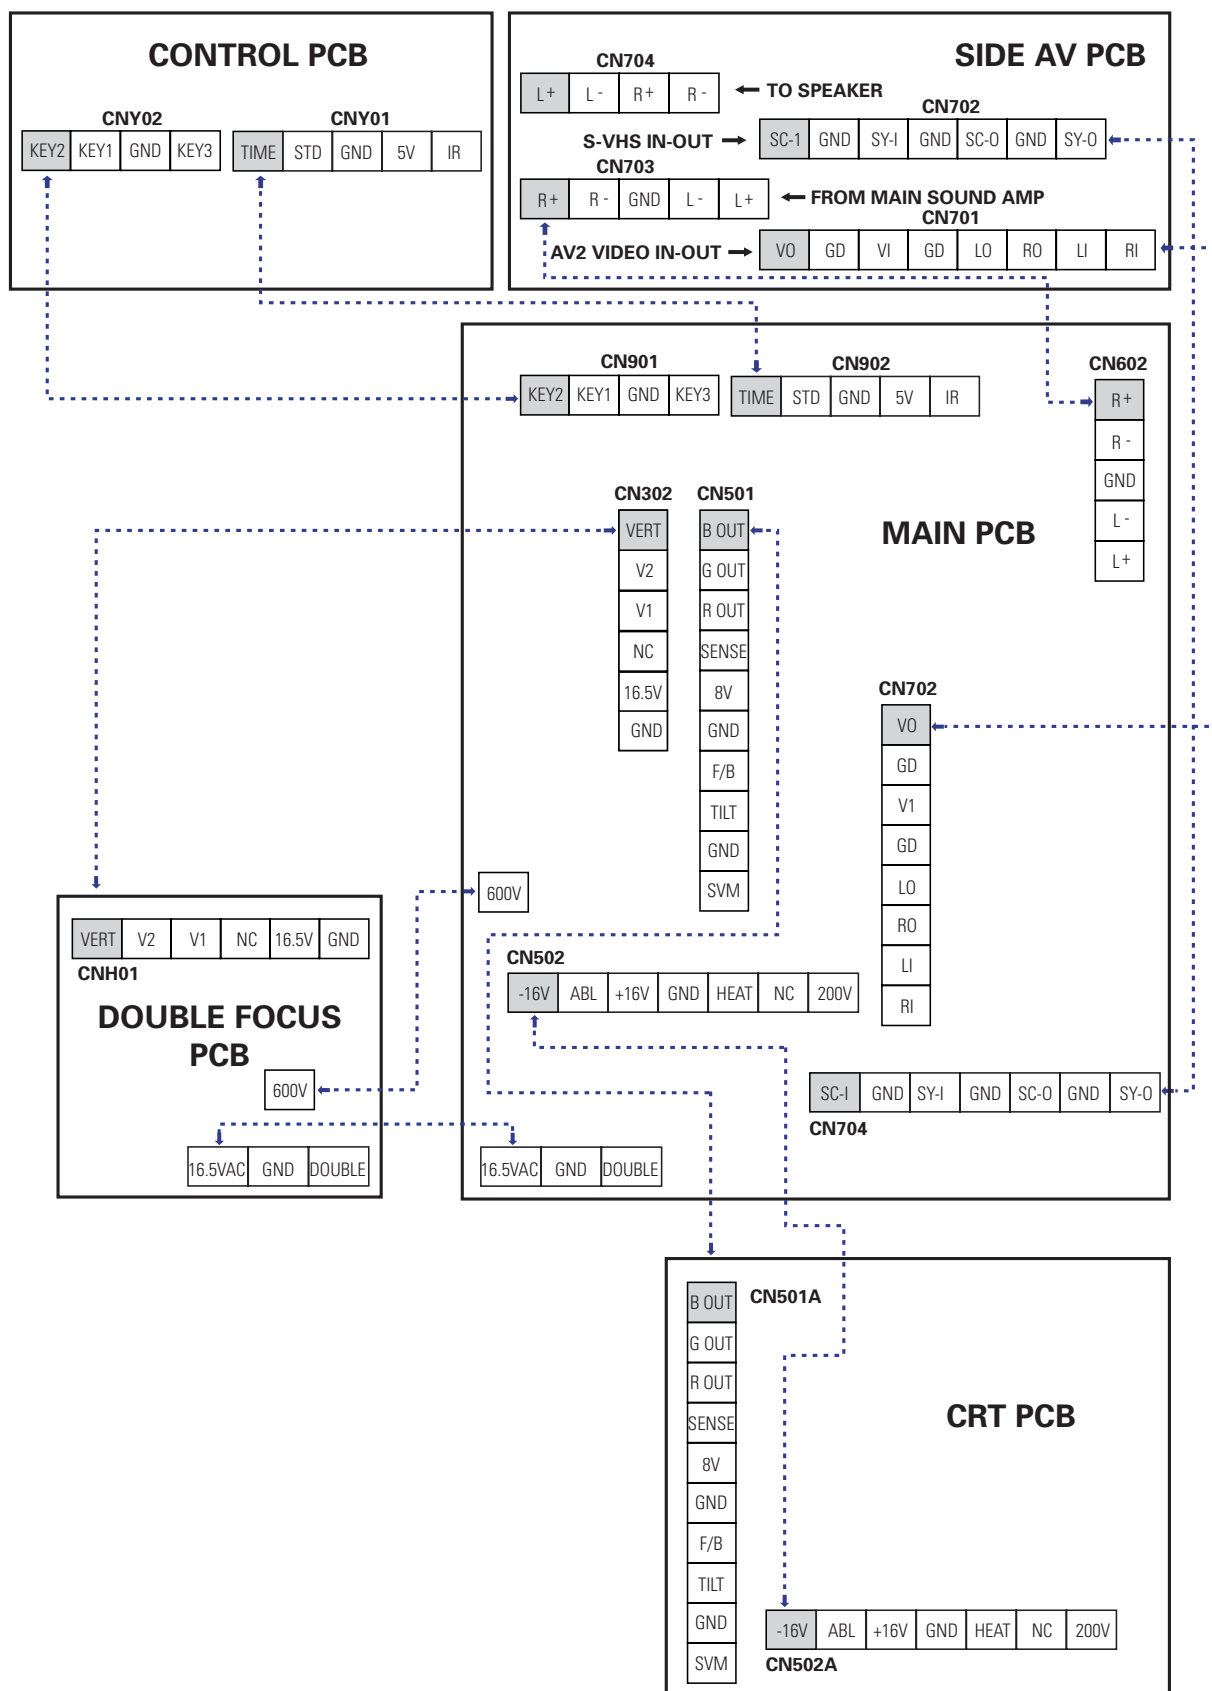 CONTROL PCB
CNY02
CNY01
KEY2 KEY1 GND KEY3
TIME STD GND 5V IR
SIDE AV PCB
CN704
L+ L - R+ R -
TO SPEAKER
CN702
S-VHS IN-OUT
SC-1 GND SY-I GND SC-O GND SY-O
CN703
R+ R - GND L - L+
FROM MAIN SOUND AMP
CN701
AV2 VIDEO IN-OUT
VO GD VI GD LO RO LI RI
CN901
KEY2 KEY1 GND KEY3
CN902
TIME STD GND 5V IR
CN602
R+
R -
GND
L -
L+
MAIN PCB
CN302
VERT
V2
V1
NC
16.5V
GND
CN501
B OUT
G OUT
R OUT
SENSE
8V
GND
F/B
TILT
GND
SVM
CN702
VO
GD
V1
GD
LO
RO
LI
RI
600V
CN502
-16V ABL +16V GND HEAT NC 200V
SC-I GND SY-I GND SC-O GND SY-O
CN704
16.5VAC GND DOUBLE
VERT V2 V1 NC 16.5V GND
CNH01
DOUBLE FOCUS
PCB
600V
16.5VAC GND DOUBLE
CN501A
B OUT
G OUT
R OUT
SENSE
8V
GND
F/B
TILT
GND
SVM
CRT PCB
-16V ABL +16V GND HEAT NC 200V
CN502A